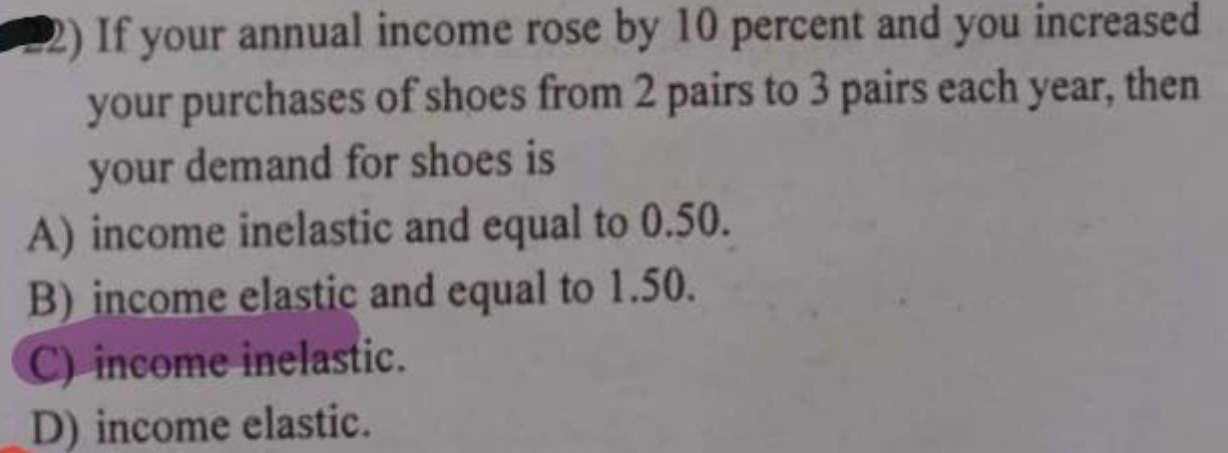 22) If your annual income rose by 10 percent and you increased
your purchases of shoes from 2 pairs to 3 pairs each year, then
your demand for shoes is
A) income inelastic and equal to 0.50.
B) income elastic and equal to 1.50.
C) income inelastic.
D) income elastic.